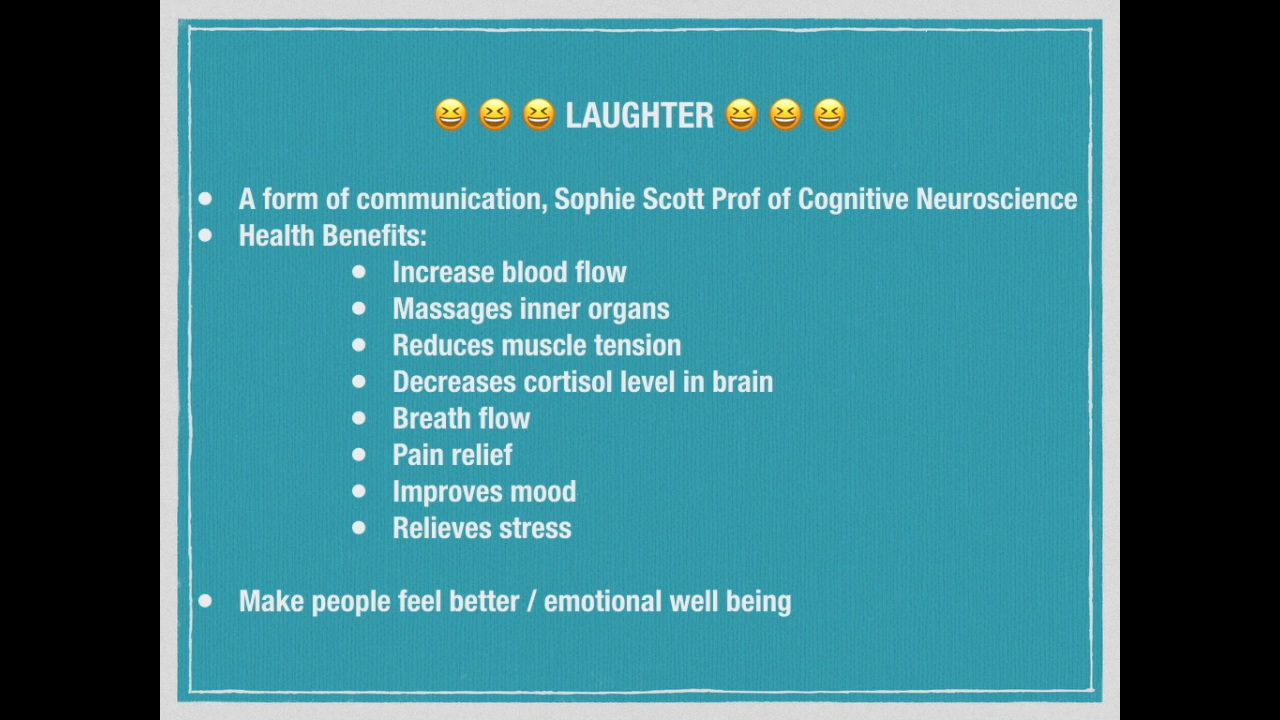 😆 😆 😆 LAUGHTER 😆 😆 😆
• A form of communication, Sophie Scott Prof of Cognitive Neuroscience
• Health Benefits:
• Increase blood flow
• Massages inner organs
• Reduces muscle tension
• Decreases cortisol level in brain
• Breath flow
• Pain relief
• Improves mood
• Relieves stress
• Make people feel better / emotional well being